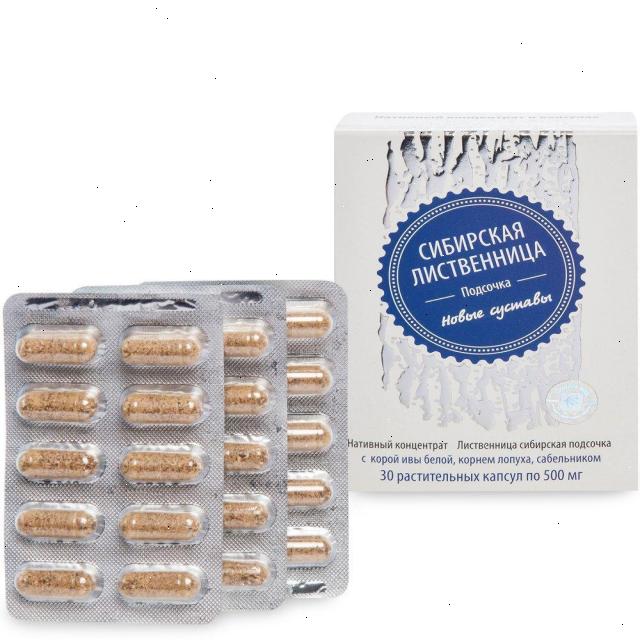 СИБИРСКАЯ
ЛИСТВЕННИЦА
Подсочка
Новые суставы
Нативный концентрат Лиственница сибирская подсочка
с корой ивы белой, корнем лопуха, сабельником
30 растительных капсул по 500 мг